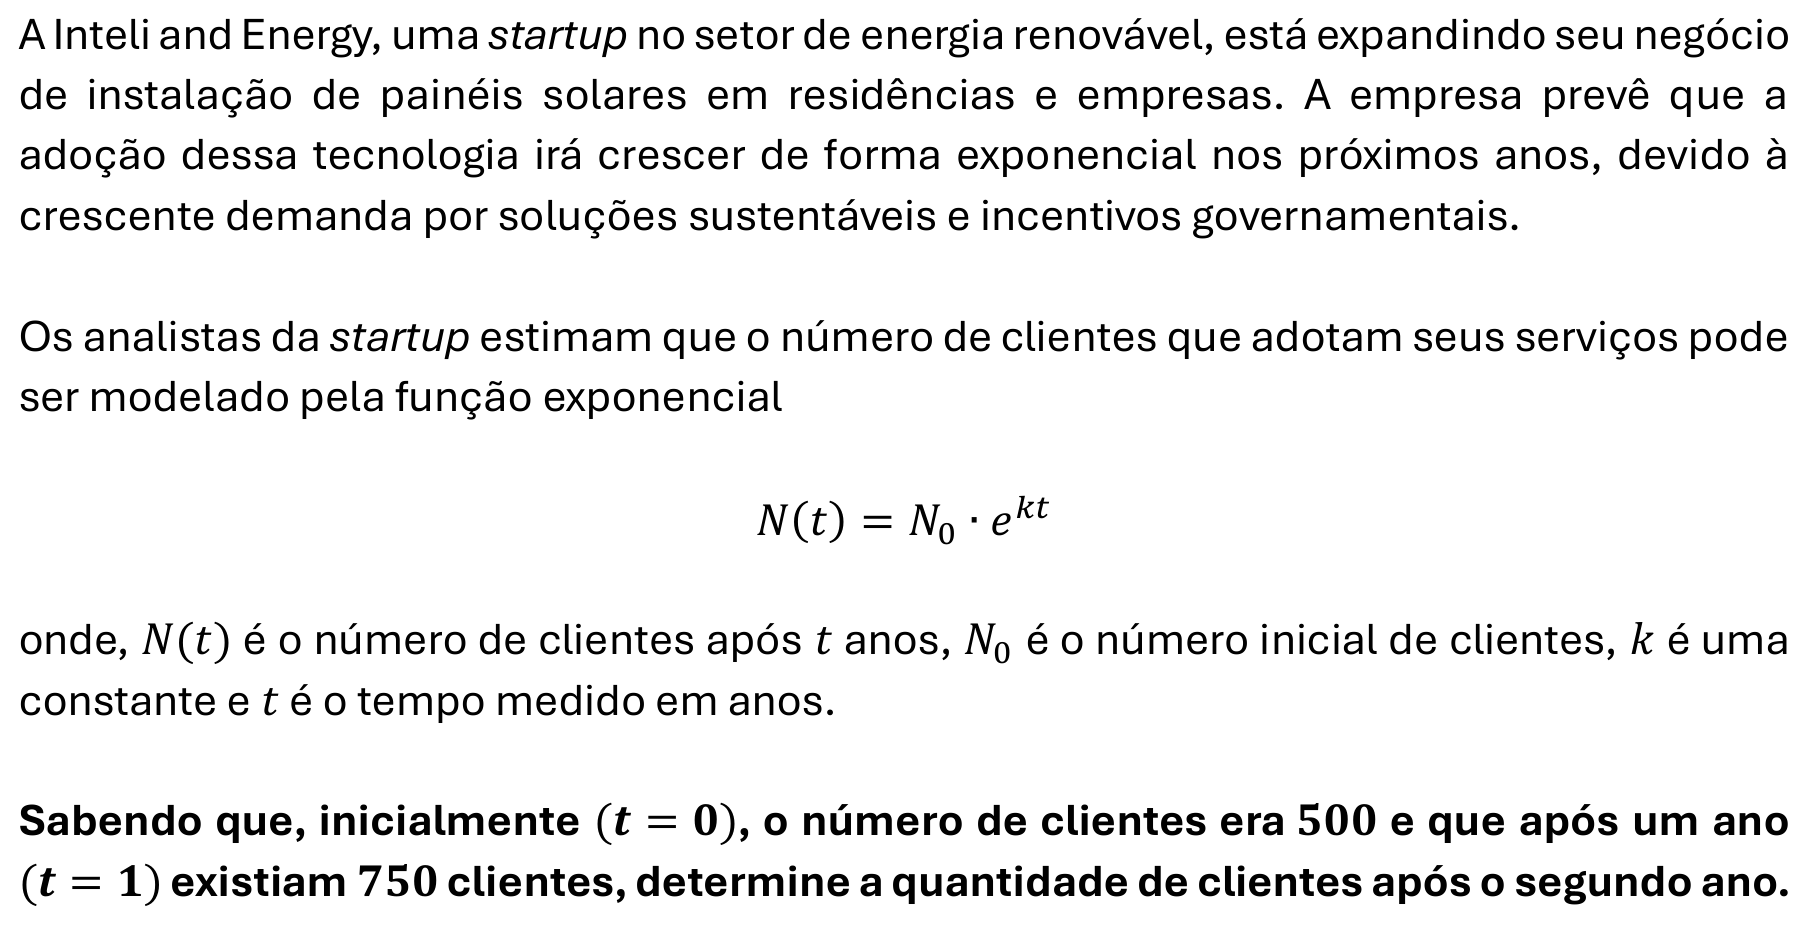 A Inteli and Energy, uma startup no setor de energia renovável, está expandindo seu negócio
de instalação de painéis solares em residências e empresas. A empresa prevê que a
adoção dessa tecnologia irá crescer de forma exponencial nos próximos anos, devido à
crescente demanda por soluções sustentáveis e incentivos governamentais.
Os analistas da startup estimam que o número de clientes que adotam seus serviços pode
ser modelado pela função exponencial
N(t) = N₀ · e^{kt}
onde, N(t) é o número de clientes após t anos, N₀ é o número inicial de clientes, k é uma
constante e t é o tempo medido em anos.
Sabendo que, inicialmente (t = 0), o número de clientes era 500 e que após um ano
(t = 1) existiam 750 clientes, determine a quantidade de clientes após o segundo ano.